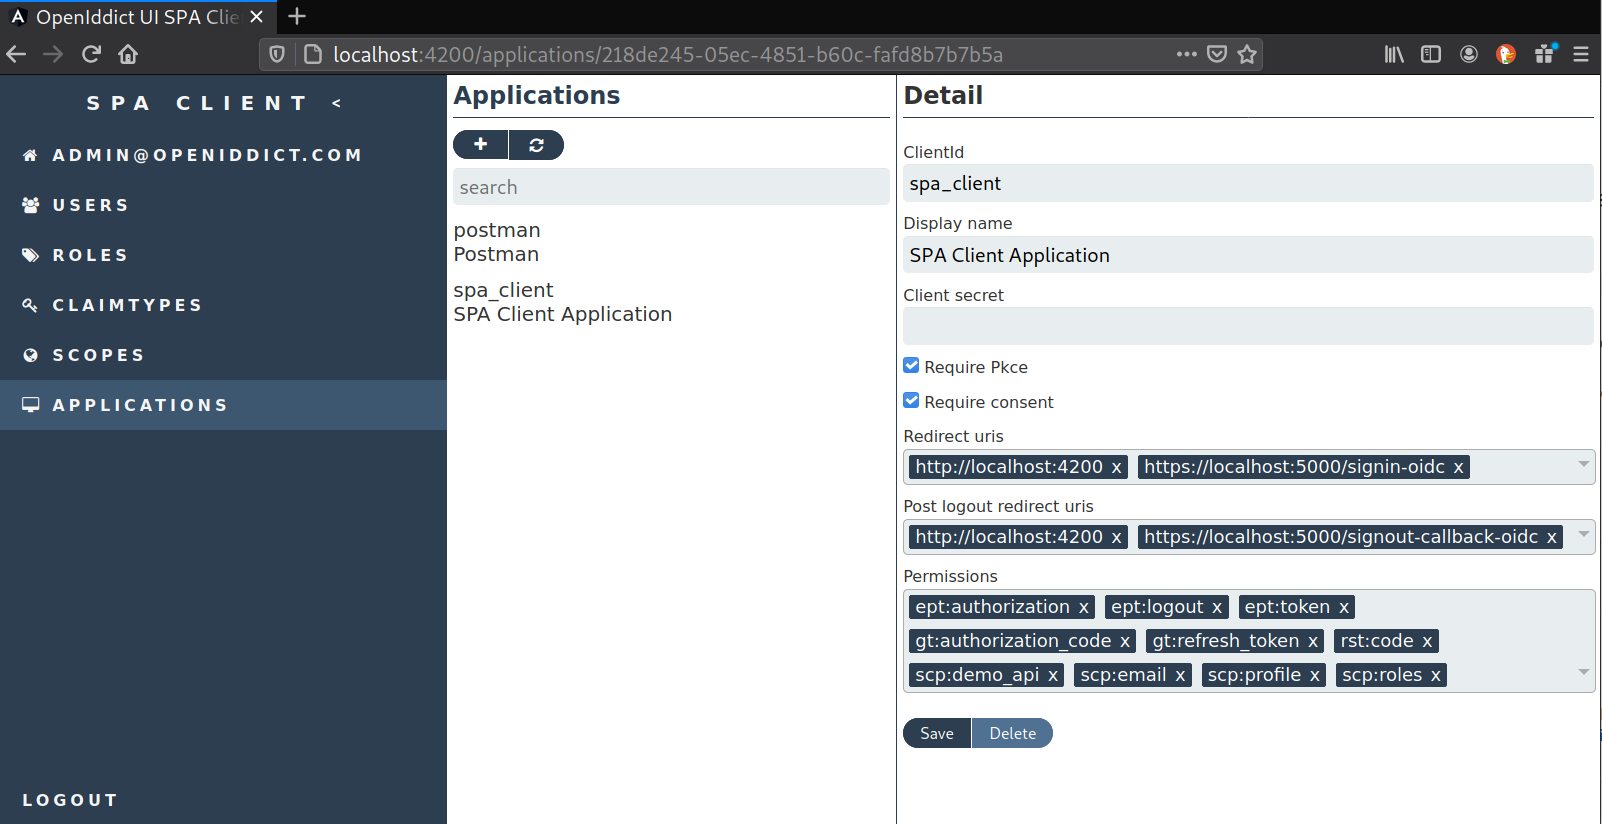 OpenIddict UI SPA Clie
localhost:4200/applications/218de245-05ec-4851-b60c-fafd8b7b7b5a
SPA CLIENT <
ADMIN@OPENIDDICT.COM
USERS
ROLES
CLAIMTYPES
SCOPES
APPLICATIONS
LOGOUT
Applications
+
search
postman
Postman
spa_client
SPA Client Application
Detail
ClientId
spa_client
Display name
SPA Client Application
Client secret
Require Pkce
Require consent
Redirect uris
http://localhost:4200 x https://localhost:5000/signin-oidc x
Post logout redirect uris
http://localhost:4200 x https://localhost:5000/signout-callback-oidc x
Permissions
ept:authorization x ept:logout x ept:token x
gt:authorization_code x gt:refresh_token x rst:code x
scp:demo_api x scp:email x scp:profile x scp:roles x
Save Delete